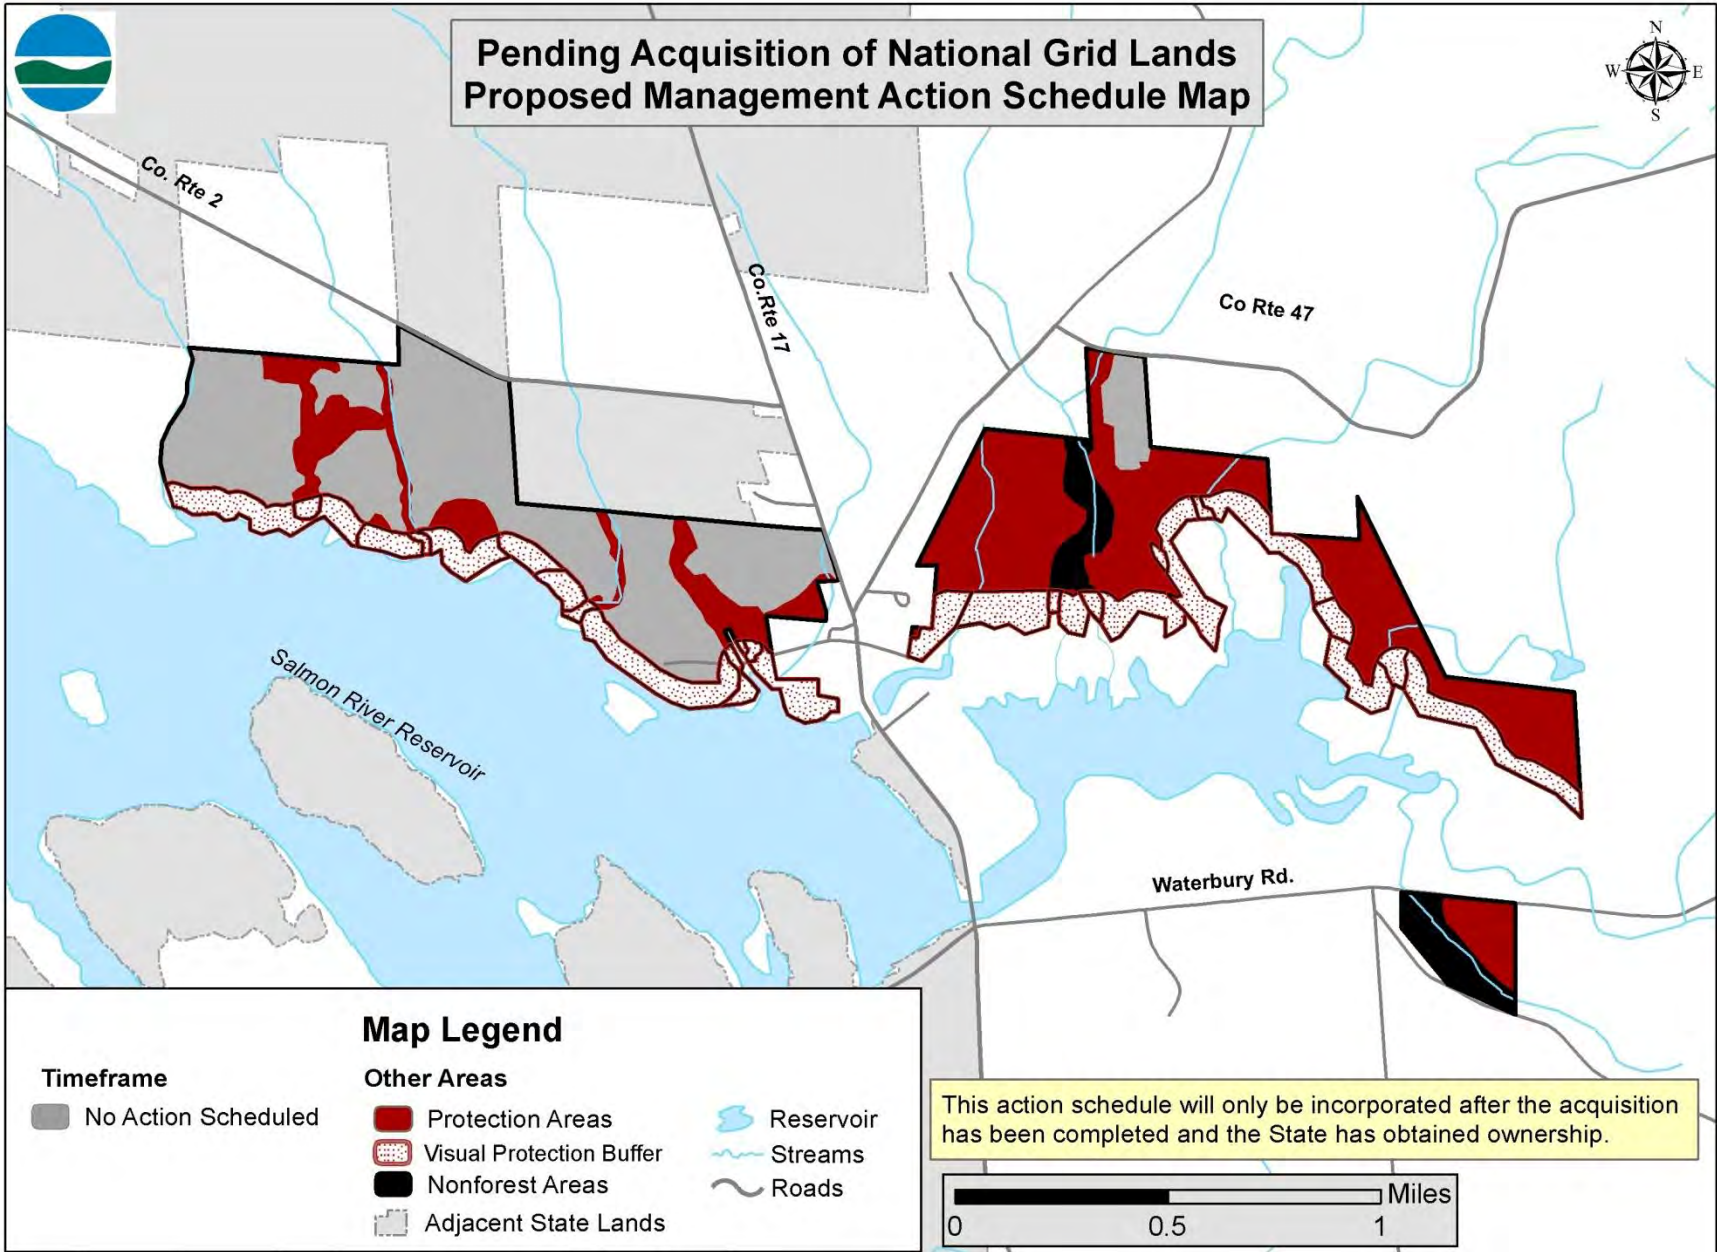 Pending Acquisition of National Grid Lands
Proposed Management Action Schedule Map
N
W
E
S
Co. Rte 2
Co.Rte 17
Co Rte 47
Salmon River Reservoir
Waterbury Rd.
Map Legend
Timeframe
No Action Scheduled
Other Areas
Protection Areas
Visual Protection Buffer
Nonforest Areas
Adjacent State Lands
Reservoir
Streams
Roads
This action schedule will only be incorporated after the acquisition
has been completed and the State has obtained ownership.
Miles
0 0.5 1